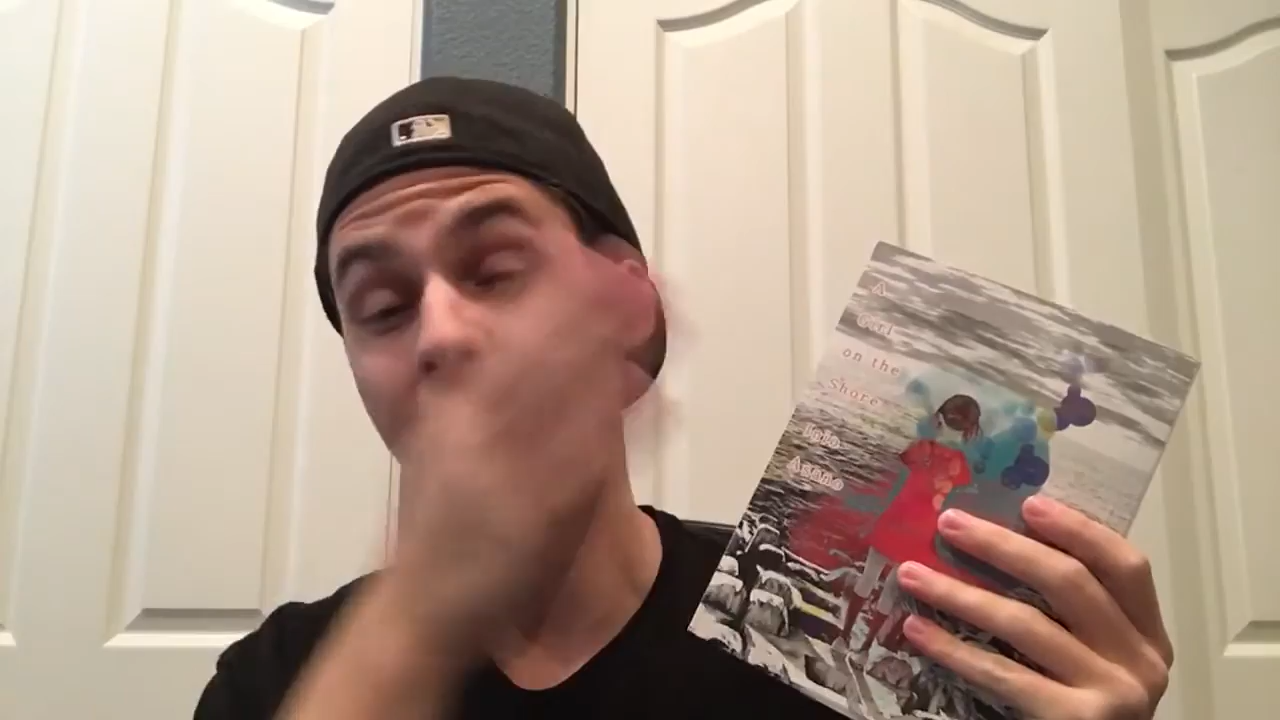 A
Girl
on the
Shore
Inio
Asano